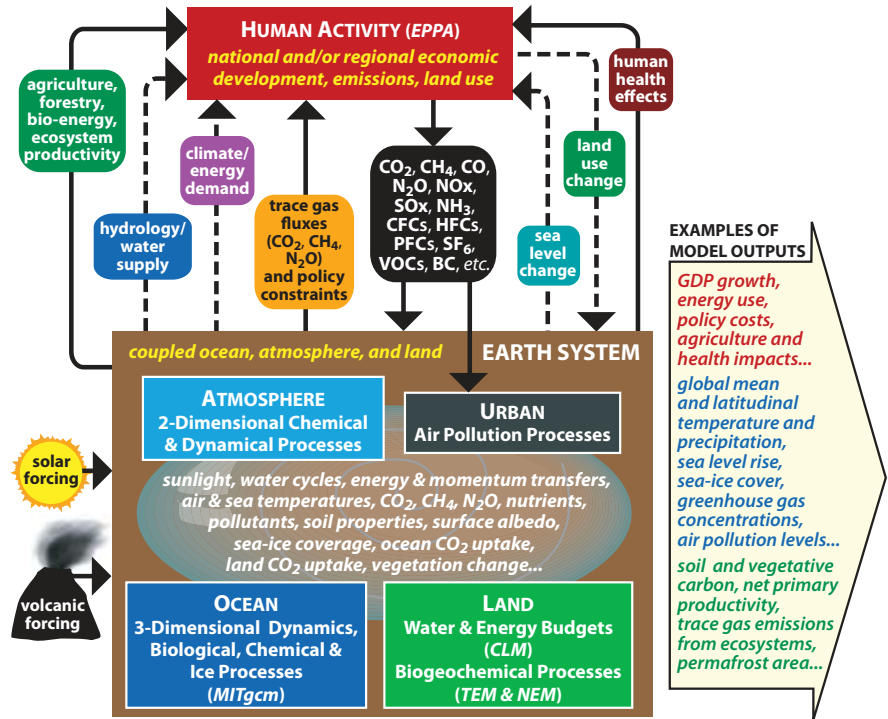 HUMAN ACTIVITY (EPPA)
national and/or regional economic
development, emissions, land use
agriculture,
forestry,
bio-energy,
ecosystem
productivity
hydrology/
water
supply
climate/
energy
demand
trace gas
fluxes
(CO₂, CH₄,
N₂O)
and policy
constraints
CO₂, CH₄, CO,
N₂O, NOx,
SOx, NH₃,
CFCs, HFCs,
PFCs, SF₆,
VOCs, BC, etc.
sea
level
change
land
use
change
human
health
effects
coupled ocean, atmosphere, and land
EARTH SYSTEM
ATMOSPHERE
2-Dimensional Chemical
& Dynamical Processes
URBAN
Air Pollution Processes
solar
forcing
volcanic
forcing
sunlight, water cycles, energy & momentum transfers,
air & sea temperatures, CO₂, CH₄, N₂O, nutrients,
pollutants, soil properties, surface albedo,
sea-ice coverage, ocean CO₂ uptake,
land CO₂ uptake, vegetation change...
OCEAN
3-Dimensional Dynamics,
Biological, Chemical &
Ice Processes
(MITgcm)
LAND
Water & Energy Budgets
(CLM)
Biogeochemical Processes
(TEM & NEM)
EXAMPLES OF
MODEL OUTPUTS
GDP growth,
energy use,
policy costs,
agriculture and
health impacts...
global mean
and latitudinal
temperature and
precipitation,
sea level rise,
sea-ice cover,
greenhouse gas
concentrations,
air pollution levels...
soil and vegetative
carbon, net primary
productivity,
trace gas emissions
from ecosystems,
permafrost area...